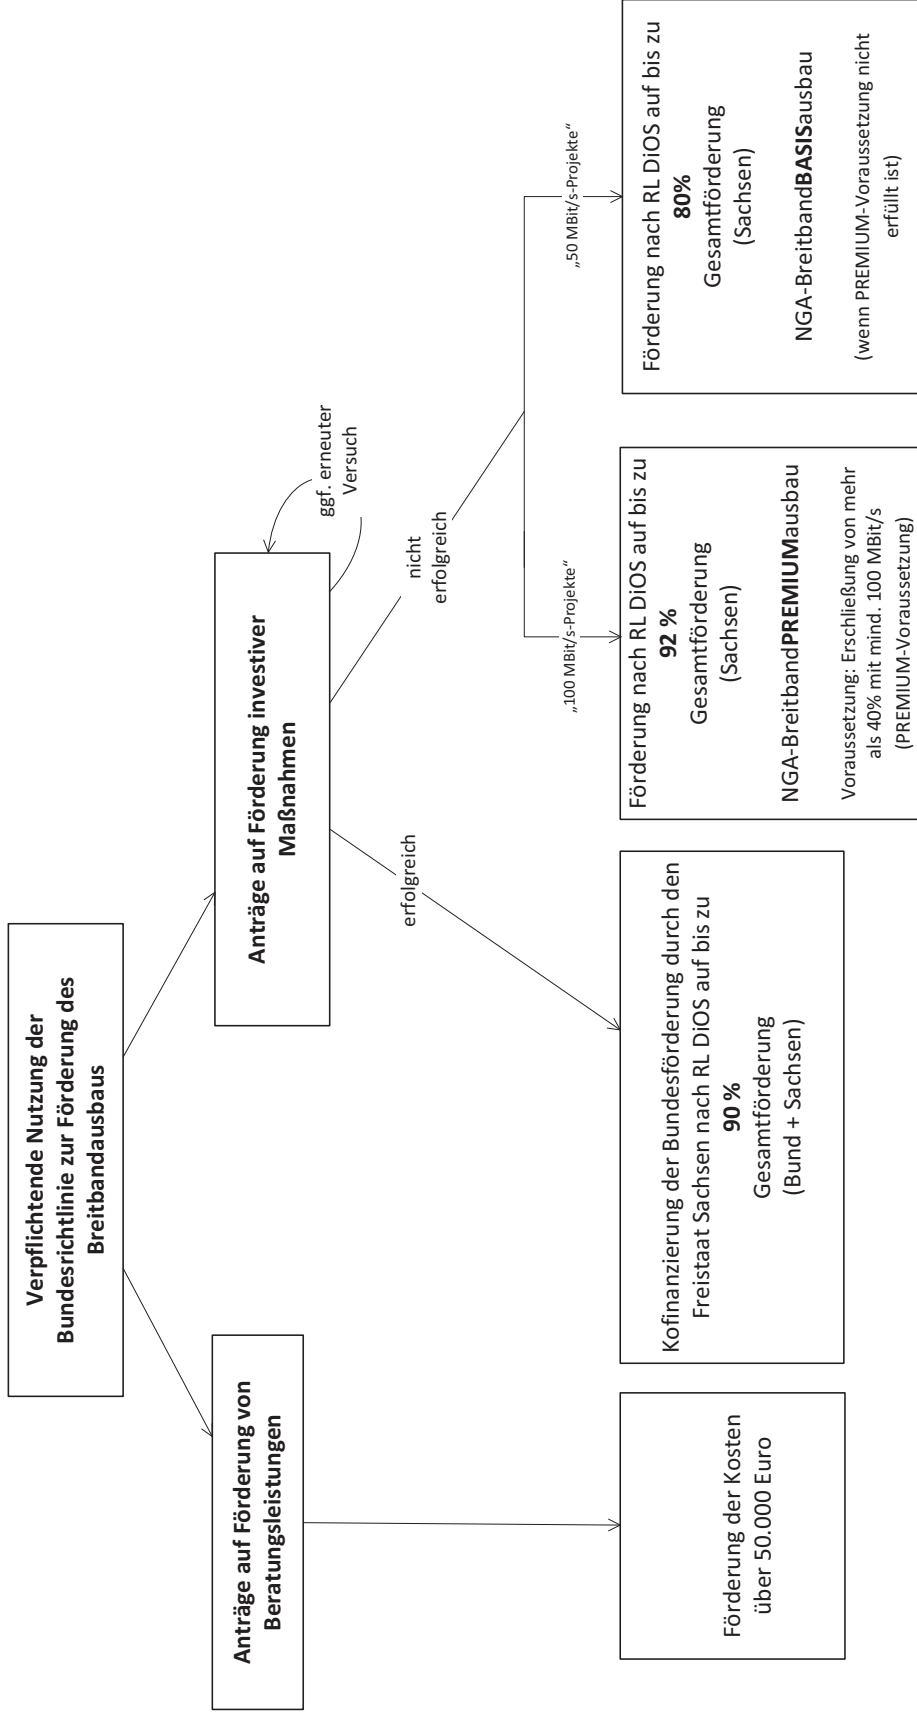 Verpflichtende Nutzung der
Bundesrichtlinie zur Förderung des
Breitbandausbaus
Anträge auf Förderung von
Beratungsleistungen
Anträge auf Förderung investiver
Maßnahmen
ggf. erneuter
Versuch
erfolgreich
nicht
erfolgreich
„100 MBit/s-Projekte“
„50 MBit/s-Projekte“
Förderung der Kosten
über 50.000 Euro
Kofinanzierung der Bundesförderung durch den
Freistaat Sachsen nach RL DiOS auf bis zu
90 %
Gesamtförderung
(Bund + Sachsen)
Förderung nach RL DiOS auf bis zu
92 %
Gesamtförderung
(Sachsen)
NGA-BreitbandPREMIUMausbau
Voraussetzung: Erschließung von mehr
als 40% mit mind. 100 MBit/s
(PREMIUM-Voraussetzung)
Förderung nach RL DiOS auf bis zu
80%
Gesamtförderung
(Sachsen)
NGA-BreitbandBASISausbau
(wenn PREMIUM-Voraussetzung nicht
erfüllt ist)